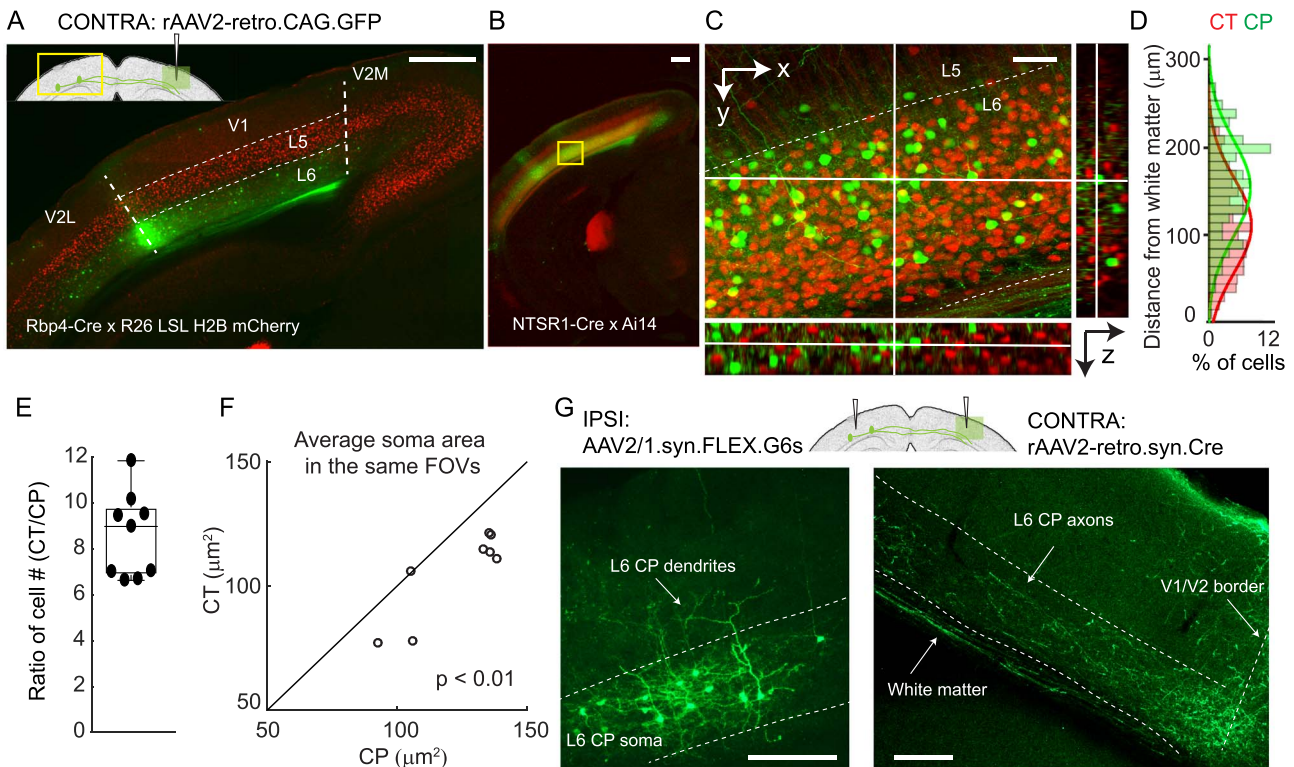 A
CONTRA: rAAV2-retro.CAG.GFP
V2M
V1
L5
L6
V2L
Rbp4-Cre x R26 LSL H2B mCherry
B
NTSR1-Cre x Ai14
C
x
y
L5
L6
z
D
CT CP
Distance from white matter (μm)
300
200
100
0
0 12
% of cells
E
Ratio of cell # (CT/CP)
12
10
8
6
4
2
0
F
Average soma area
in the same FOVs
CT (μm²)
150
100
50
p < 0.01
50 100 150
CP (μm²)
G
IPSI:
AAV2/1.syn.FLEX.G6s
CONTRA:
rAAV2-retro.syn.Cre
L6 CP dendrites
L6 CP soma
L6 CP axons
V1/V2 border
White matter